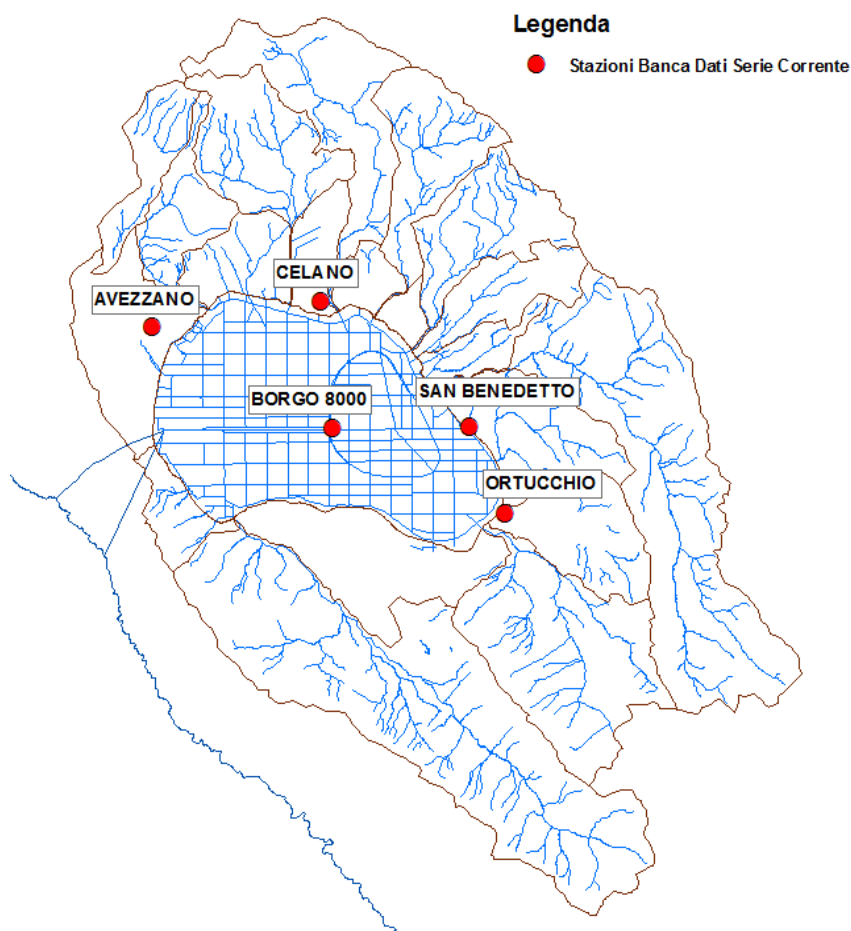 Legenda
Stazioni Banca Dati Serie Corrente
CELANO
AVEZZANO
BORGO 8000
SAN BENEDETTO
ORTUCCHIO